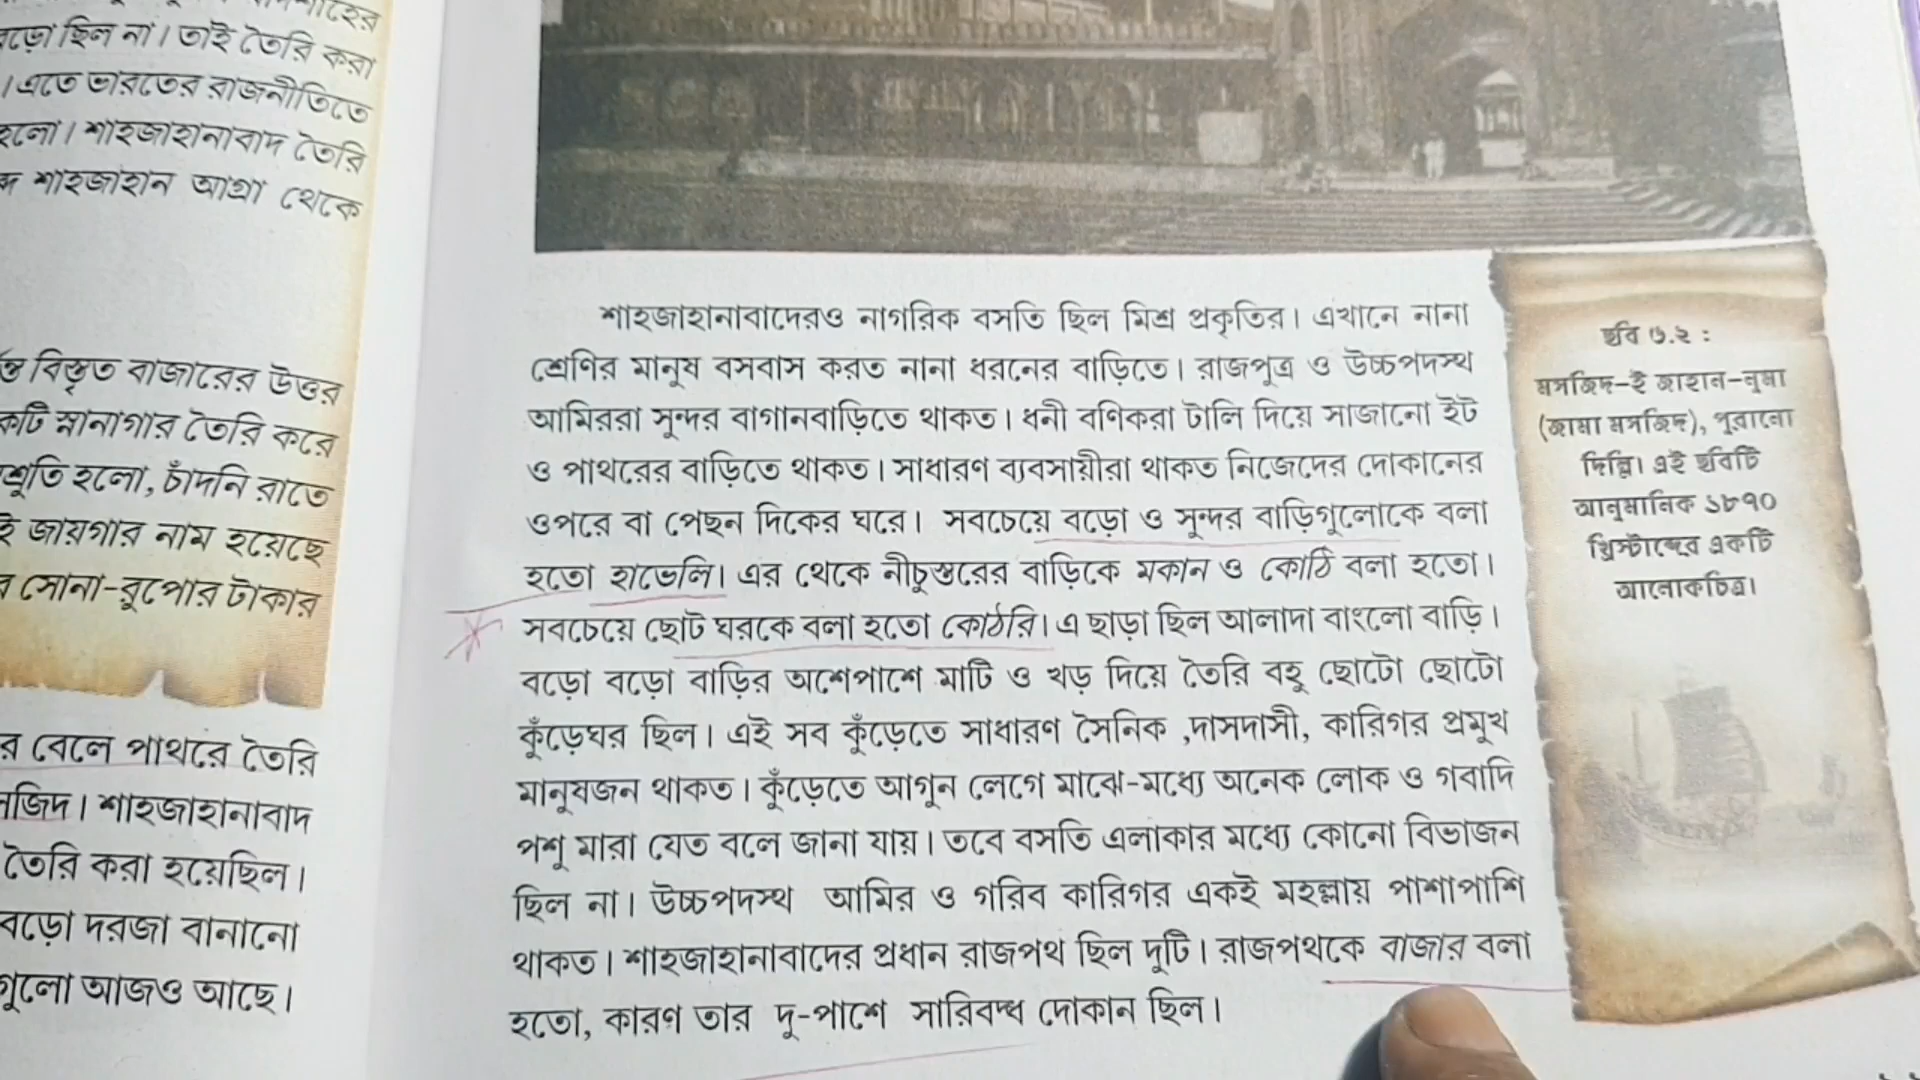 বড়ো ছিল না। তাই তৈরি করা
। এতে ভারতের রাজনীতিতে
হলো। শাহজাহানাবাদ তৈরি
শাহজাহান আগ্রা থেকে
বিস্তৃত বাজারের উত্তর
স্নানাগার তৈরি করে
হলো, চাঁদনি রাতে
জায়গার নাম হয়েছে
সোনা-রুপোর টাকার
র বেলে পাথরে তৈরি
শাহজাহানাবাদ
তৈরি করা হয়েছিল।
বড়ো দরজা বানানো
গুলো আজও আছে।
শাহজাহানাবাদেরও নাগরিক বসতি ছিল মিশ্র প্রকৃতির। এখানে নানা
শ্রেণির মানুষ বসবাস করত নানা ধরনের বাড়িতে। রাজপুত্র ও উচ্চপদস্থ
আমিররা সুন্দর বাগানবাড়িতে থাকত। ধনী বণিকরা টালি দিয়ে সাজানো ইট
ও পাথরের বাড়িতে থাকত। সাধারণ ব্যবসায়ীরা থাকত নিজেদের দোকানের
ওপরে বা পেছন দিকের ঘরে। সবচেয়ে বড়ো ও সুন্দর বাড়িগুলোকে বলা
হতো হাভেলি। এর থেকে নীচুস্তরের বাড়িকে মকান ও কোঠি বলা হতো।
সবচেয়ে ছোট ঘরকে বলা হতো কোঠরি। এ ছাড়া ছিল আলাদা বাংলো বাড়ি।
বড়ো বড়ো বাড়ির অশেপাশে মাটি ও খড় দিয়ে তৈরি বহু ছোটো ছোটো
কুঁড়েঘর ছিল। এই সব কুঁড়েতে সাধারণ সৈনিক ,দাসদাসী, কারিগর প্রমুখ
মানুষজন থাকত। কুঁড়েতে আগুন লেগে মাঝে-মধ্যে অনেক লোক ও গবাদি
পশু মারা যেত বলে জানা যায়। তবে বসতি এলাকার মধ্যে কোনো বিভাজন
ছিল না। উচ্চপদস্থ আমির ও গরিব কারিগর একই মহল্লায় পাশাপাশি
থাকত। শাহজাহানাবাদের প্রধান রাজপথ ছিল দুটি। রাজপথকে বাজার বলা
হতো, কারণ তার দু-পাশে সারিবদ্ধ দোকান ছিল।
ছবি ৬.২ :
মসজিদ-ই জাহান-নুমা
(জামা মসজিদ), পুরানো
দিল্লি। এই ছবিটি
আনুমানিক ১৮৭০
খ্রিস্টাব্দের একটি
আলোকচিত্র।